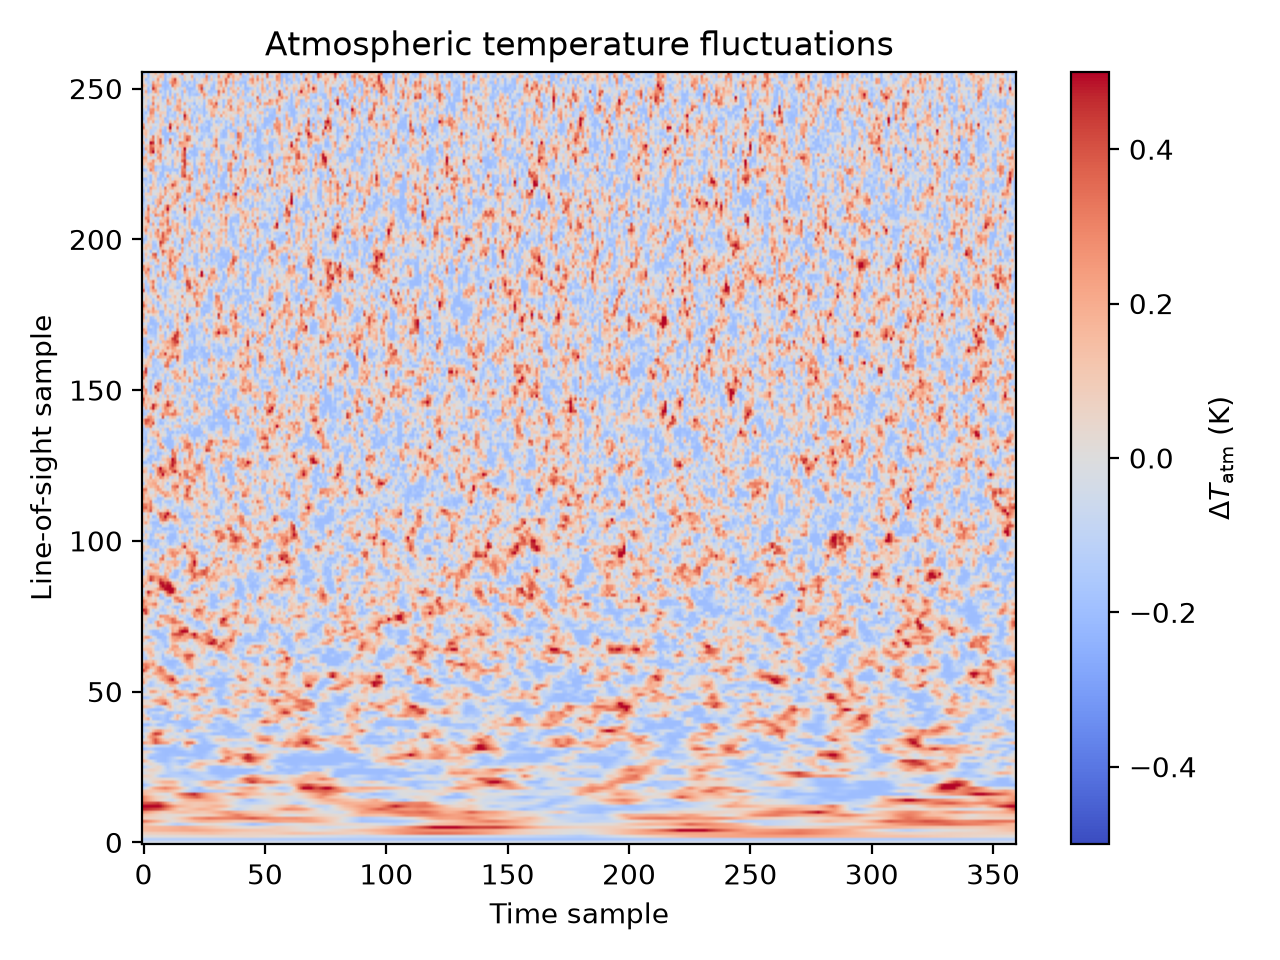 Atmospheric temperature fluctuations
250
200
150
100
50
0
Line-of-sight sample
0 50 100 150 200 250 300 350
Time sample
0.4
0.2
0.0
−0.2
−0.4
ΔT_atm (K)